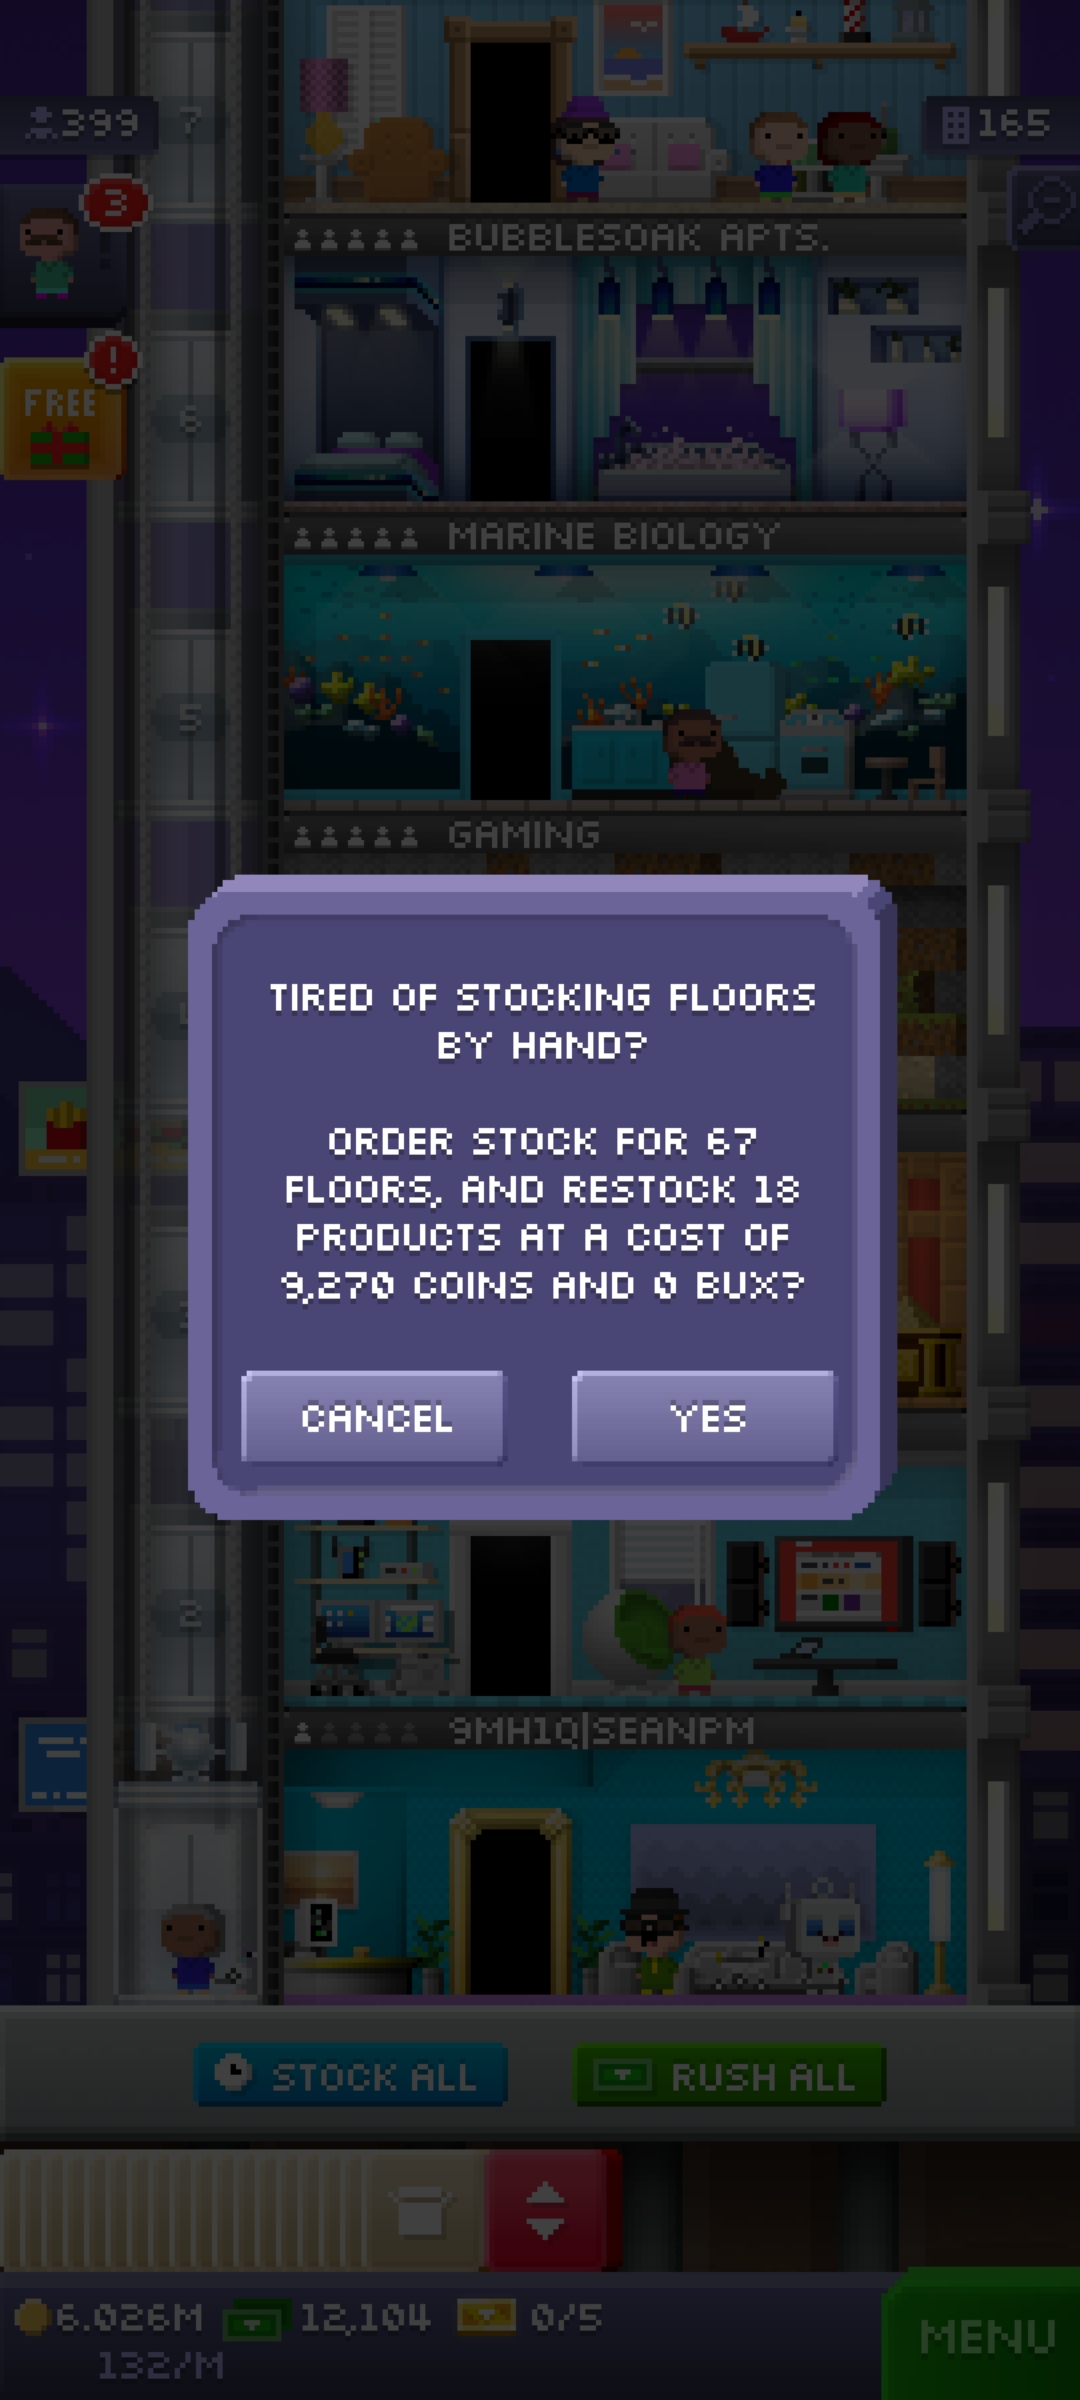 399
7
165
3
BUBBLESOAK APTS.
!
FREE
6
MARINE BIOLOGY
5
GAMING
TIRED OF STOCKING FLOORS
BY HAND?
ORDER STOCK FOR 67
FLOORS, AND RESTOCK 18
PRODUCTS AT A COST OF
9,270 COINS AND 0 BUX?
CANCEL
YES
2
9MH1Q|SEANPM
STOCK ALL
RUSH ALL
6.026M
12,104
0/5
132/M
MENU